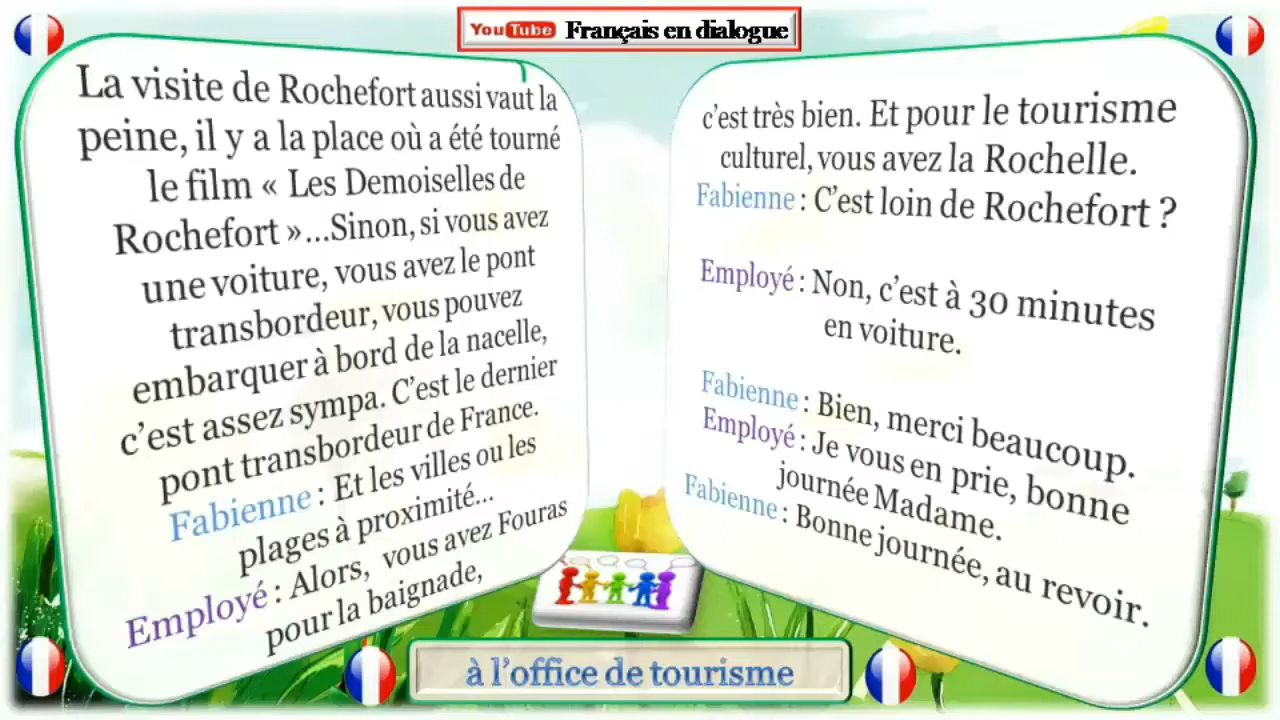 YouTube Français en dialogue
La visite de Rochefort aussi vaut la
peine, il y a la place où a été tourné
le film « Les Demoiselles de
Rochefort »...Sinon, si vous avez
une voiture, vous avez le pont
transbordeur, vous pouvez
embarquer à bord de la nacelle,
c'est assez sympa. C'est le dernier
pont transbordeur de France.
Fabienne : Et les villes ou les
plages à proximité...
Employé : Alors, vous avez Fouras
pour la baignade,
c'est très bien. Et pour le tourisme
culturel, vous avez la Rochelle.
Fabienne : C'est loin de Rochefort ?
Employé : Non, c'est à 30 minutes
en voiture.
Fabienne : Bien, merci beaucoup.
Employé : Je vous en prie, bonne
journée Madame.
Fabienne : Bonne journée, au revoir.
à l'office de tourisme